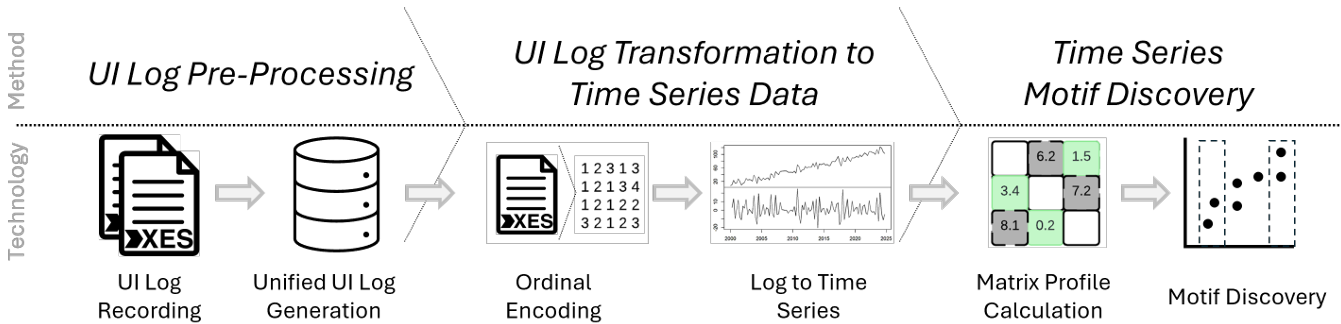 Method
UI Log Pre-Processing
UI Log Transformation to
Time Series Data
Time Series
Motif Discovery
Technology
XES
XES
1 2 3 1 3
1 2 1 3 4
1 2 1 2 2
3 2 1 2 3
2000 2005 2010 2015 2020 2025
6.2 1.5
3.4 7.2
8.1 0.2
UI Log
Recording
Unified UI Log
Generation
Ordinal
Encoding
Log to Time
Series
Matrix Profile
Calculation
Motif Discovery